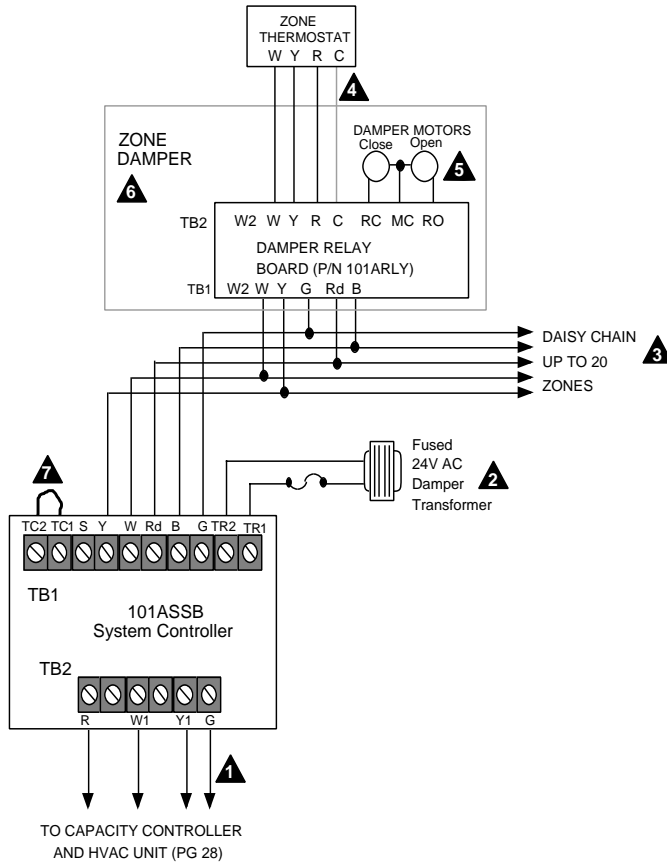 ZONE
THERMOSTAT
W Y R C
4
ZONE
DAMPER
6
DAMPER MOTORS
Close Open
5
TB2 W2 W Y R C RC MC RO
DAMPER RELAY
BOARD (P/N 101ARLY)
TB1 W2 W Y G Rd B
DAISY CHAIN
UP TO 20
ZONES
3
Fused
24V AC
Damper
Transformer
2
7
TC2 TC1 S Y W Rd B G TR2 TR1
TB1
101ASSB
System Controller
TB2
R W1 Y1 G
1
TO CAPACITY CONTROLLER
AND HVAC UNIT (PG 28)